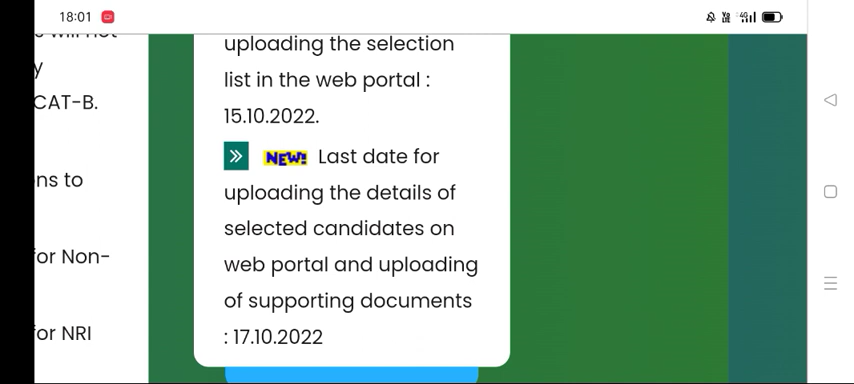 18:01
uploading the selection
list in the web portal :
15.10.2022.
NEW! Last date for
uploading the details of
selected candidates on
web portal and uploading
of supporting documents
: 17.10.2022
will not
y
CAT-B.
ns to
for Non-
for NRI